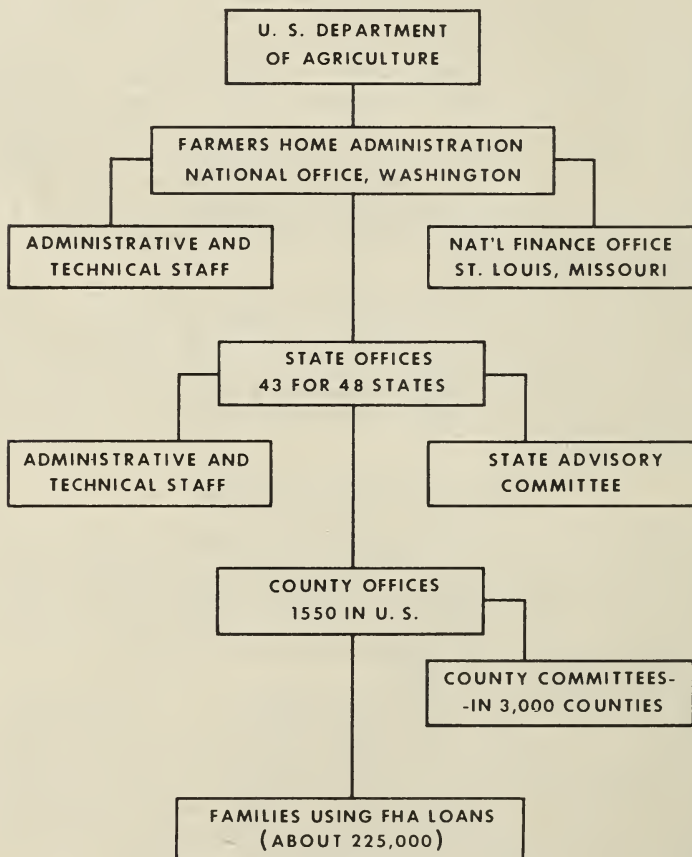 U. S. DEPARTMENT
OF AGRICULTURE
FARMERS HOME ADMINISTRATION
NATIONAL OFFICE, WASHINGTON
ADMINISTRATIVE AND
TECHNICAL STAFF
NAT'L FINANCE OFFICE
ST. LOUIS, MISSOURI
STATE OFFICES
43 FOR 48 STATES
ADMINISTRATIVE AND
TECHNICAL STAFF
STATE ADVISORY
COMMITTEE
COUNTY OFFICES
1550 IN U. S.
COUNTY COMMITTEES-
-IN 3,000 COUNTIES
FAMILIES USING FHA LOANS
(ABOUT 225,000)